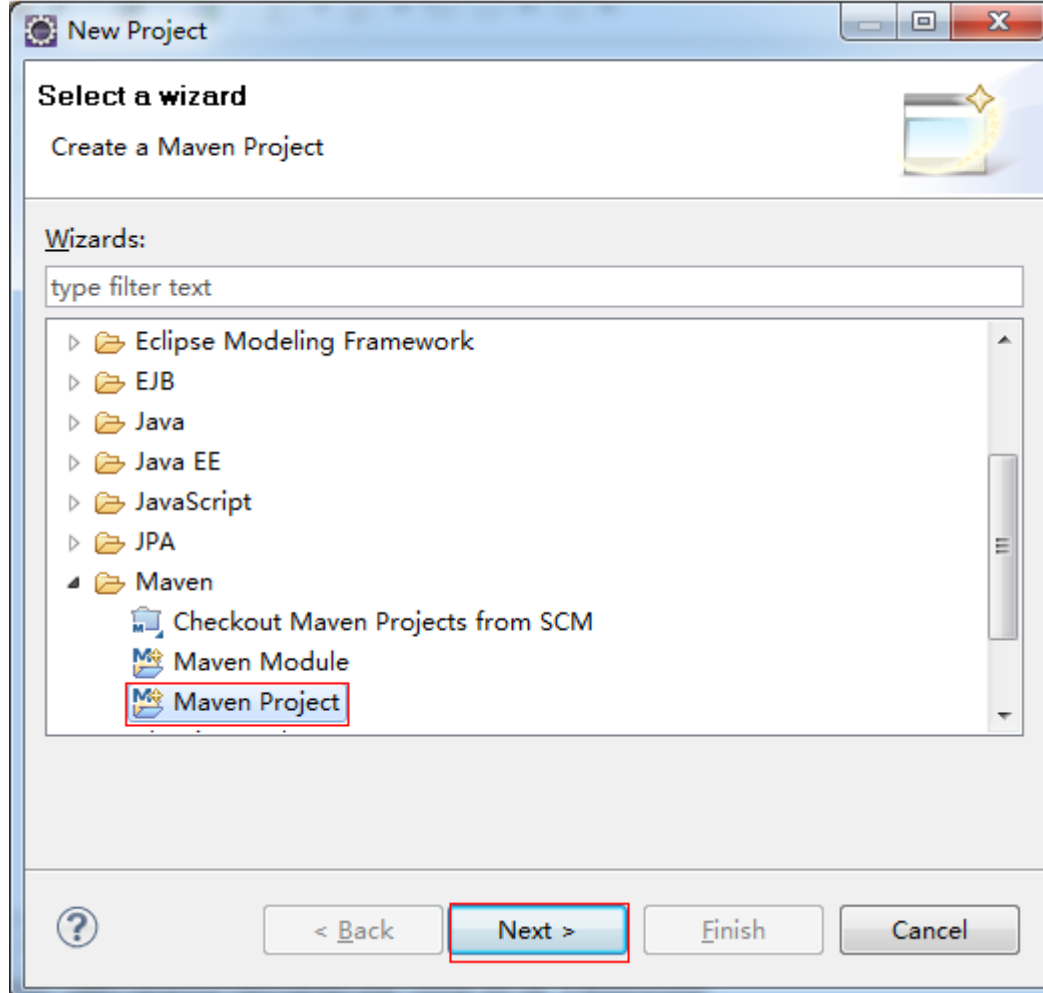 New Project
Select a wizard
Create a Maven Project
Wizards:
type filter text
Eclipse Modeling Framework
EJB
Java
Java EE
JavaScript
JPA
Maven
Checkout Maven Projects from SCM
Maven Module
Maven Project
< Back Next > Finish Cancel